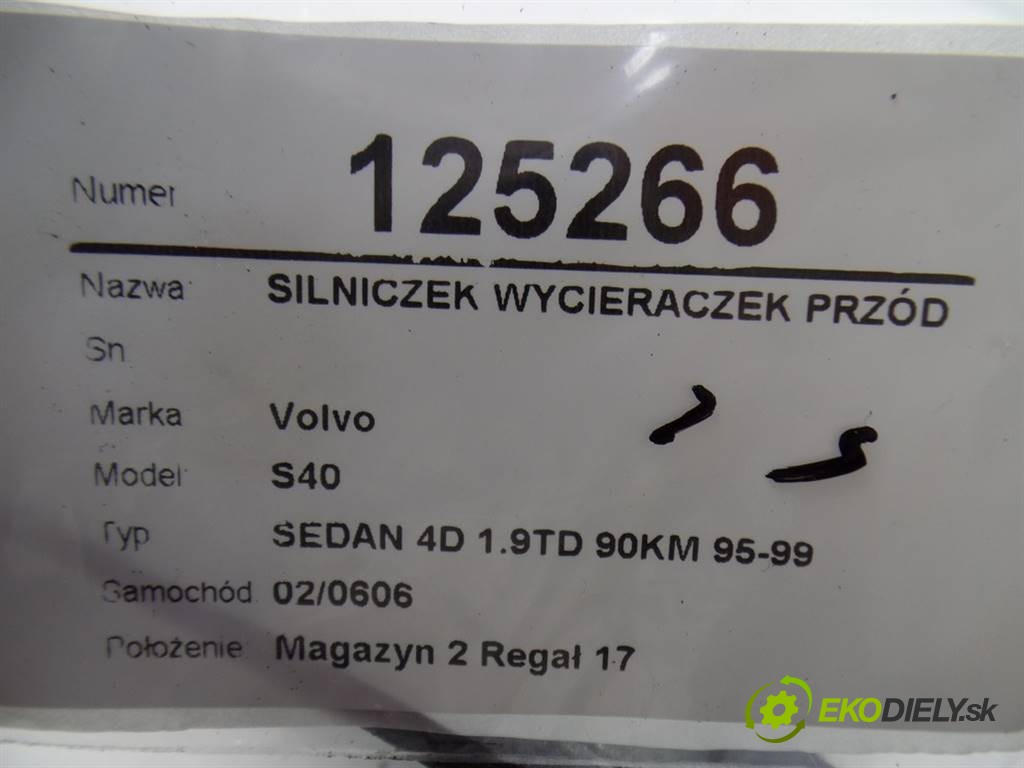 Numer 125266
Nazwa SILNICZEK WYCIERACZEK PRZÓD
Sn
Marka Volvo
Model S40
Typ SEDAN 4D 1.9TD 90KM 95-99
Samochód 02/0606
Położenie Magazyn 2 Regał 17
EKODIELY.sk